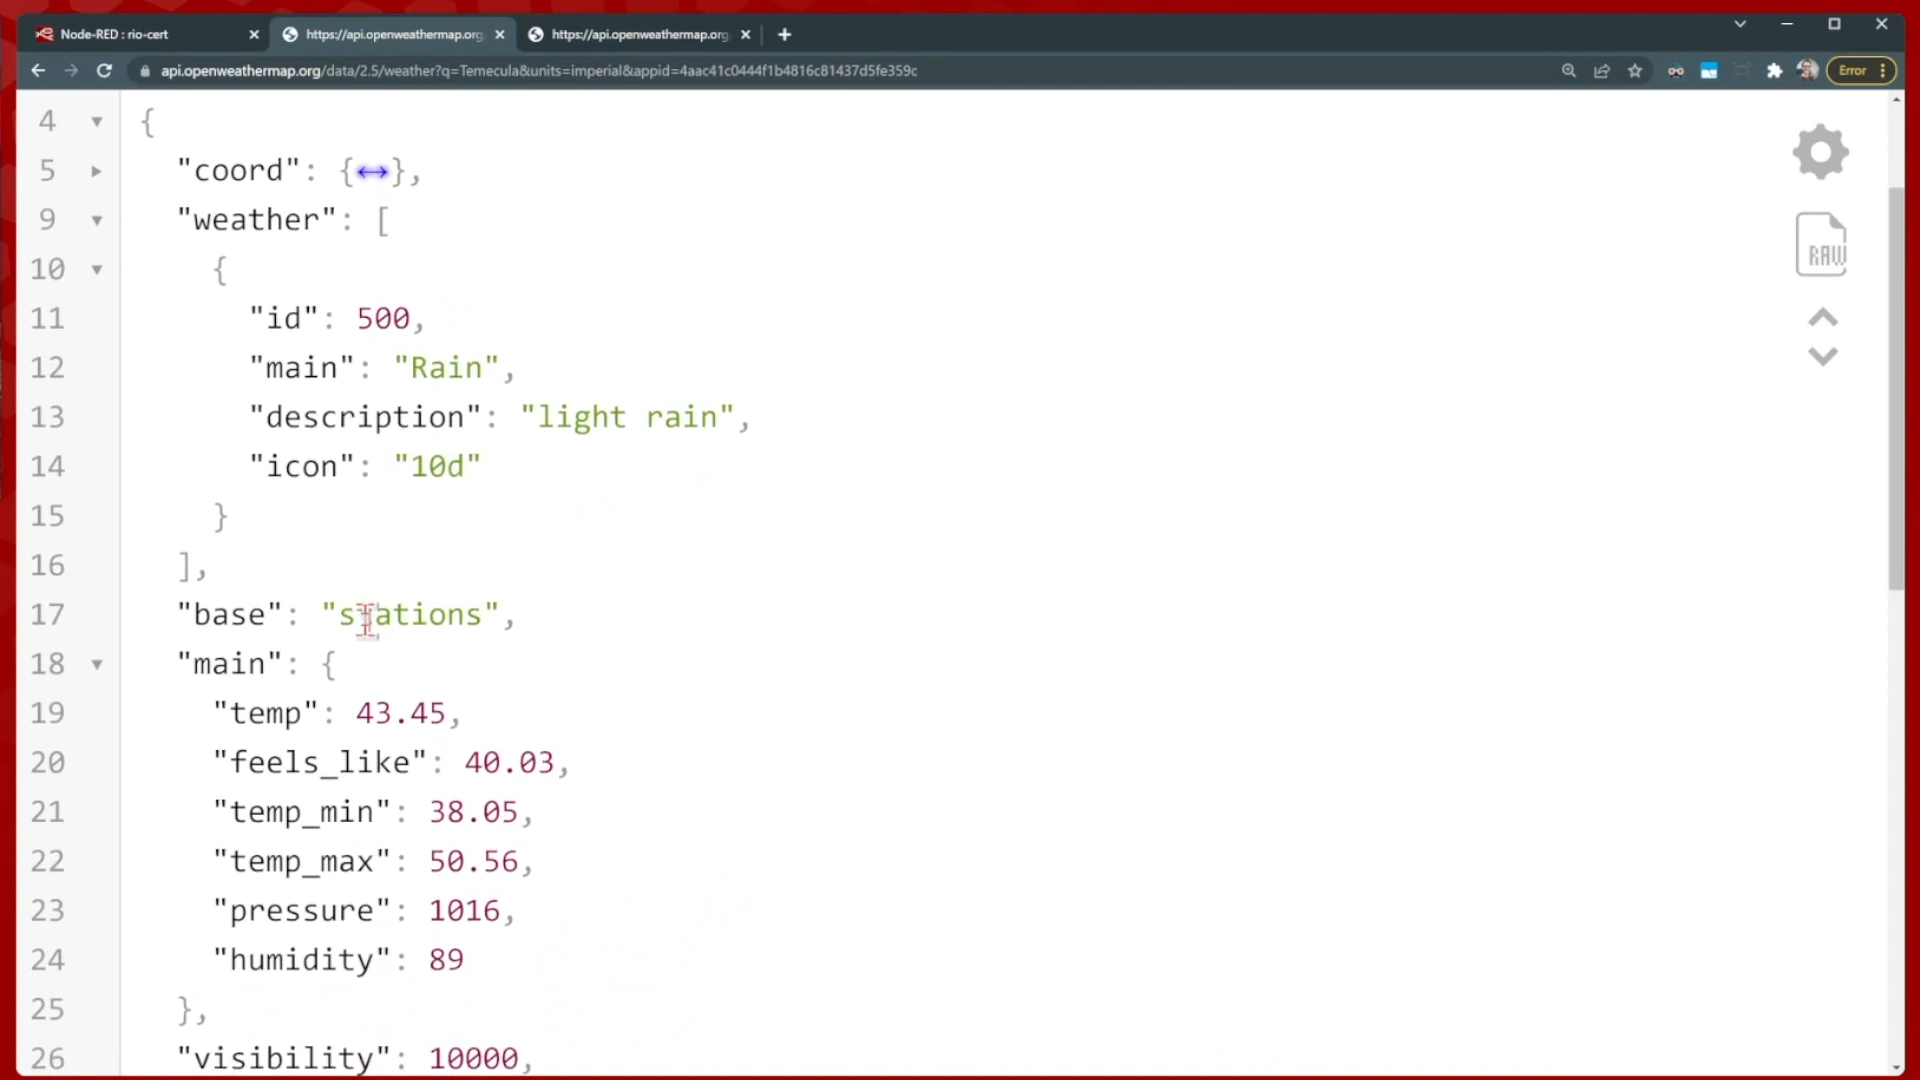 Node-RED : rio-cert
https://api.openweathermap.org
https://api.openweathermap.org
api.openweathermap.org/data/2.5/weather?q=Temecula&units=imperial&appid=4aac41c0444f1b4816c81437d5fe359c
Error
4 {
5 "coord": {↔},
9 "weather": [
10 {
11 "id": 500,
12 "main": "Rain",
13 "description": "light rain",
14 "icon": "10d"
15 }
16 ],
17 "base": "stations",
18 "main": {
19 "temp": 43.45,
20 "feels_like": 40.03,
21 "temp_min": 38.05,
22 "temp_max": 50.56,
23 "pressure": 1016,
24 "humidity": 89
25 },
26 "visibility": 10000,
RAW